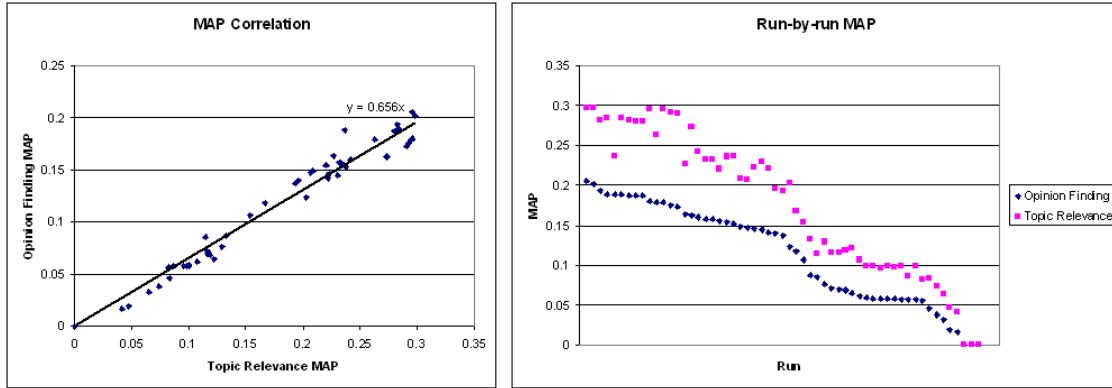 MAP Correlation
Opinion Finding MAP
0.25
0.2
0.15
0.1
0.05
0
y = 0.656x
0 0.05 0.1 0.15 0.2 0.25 0.3 0.35
Topic Relevance MAP
Run-by-run MAP
MAP
0.35
0.3
0.25
0.2
0.15
0.1
0.05
0
Run
Opinion Finding
Topic Relevance